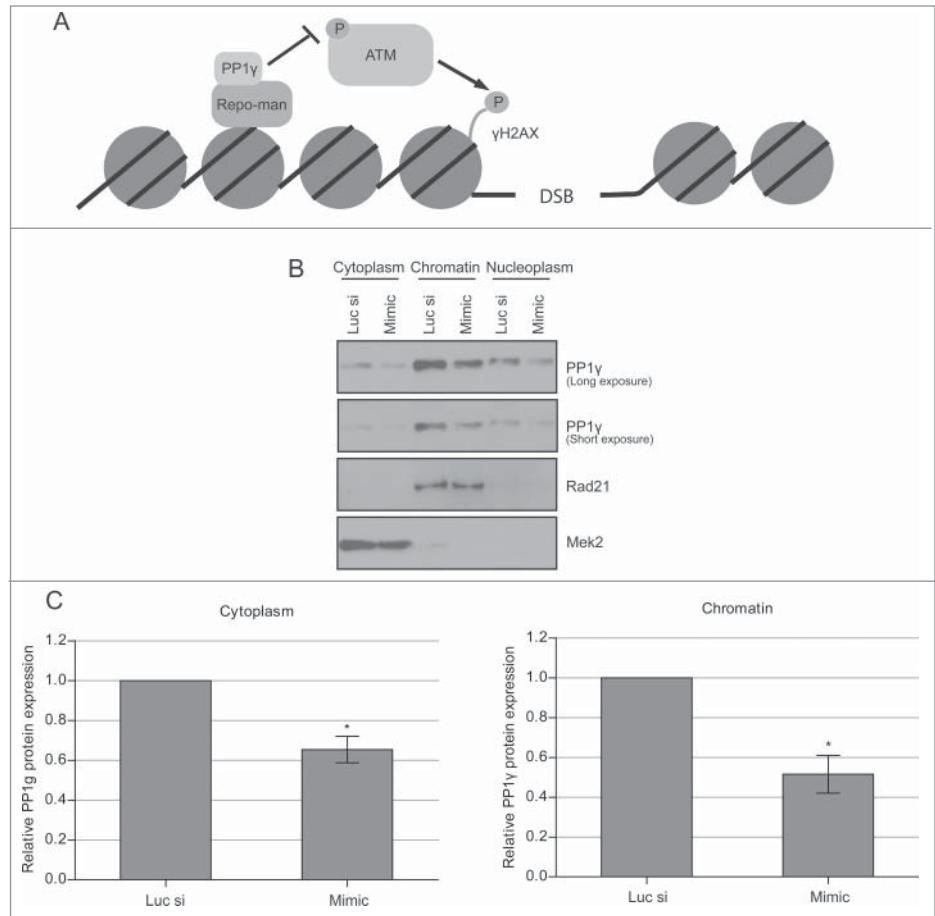 A
P
PP1γ
ATM
Repo-man
P
γH2AX
DSB
B
Cytoplasm Chromatin Nucleoplasm
Luc si Mimic Luc si Mimic Luc si Mimic
PP1γ
(Long exposure)
PP1γ
(Short exposure)
Rad21
Mek2
C
Cytoplasm
Relative PP1g protein expression
1.2
1.0
0.8
0.6
0.4
0.2
0.0
*
Luc si Mimic
Chromatin
Relative PP1γ protein expression
1.2
1.0
0.8
0.6
0.4
0.2
0.0
*
Luc si Mimic